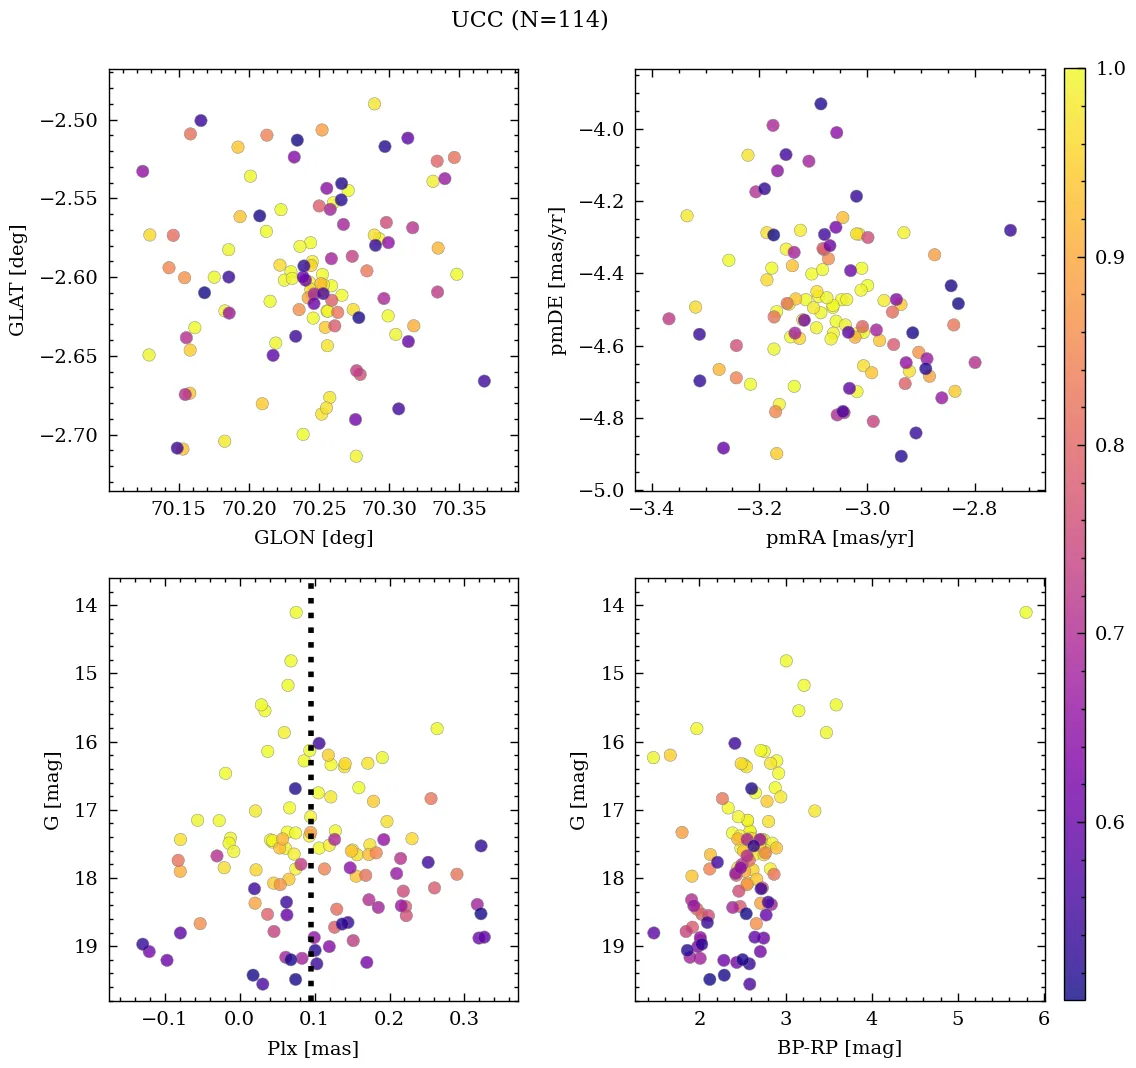 UCC (N=114)
−2.50
−2.55
−2.60
−2.65
−2.70
GLAT [deg]
70.15 70.20 70.25 70.30 70.35
GLON [deg]
−4.0
−4.2
−4.4
−4.6
−4.8
−5.0
pmDE [mas/yr]
−3.4 −3.2 −3.0 −2.8
pmRA [mas/yr]
14
15
16
17
18
19
G [mag]
−0.1 0.0 0.1 0.2 0.3
Plx [mas]
14
15
16
17
18
19
G [mag]
2 3 4 5 6
BP-RP [mag]
1.0
0.9
0.8
0.7
0.6